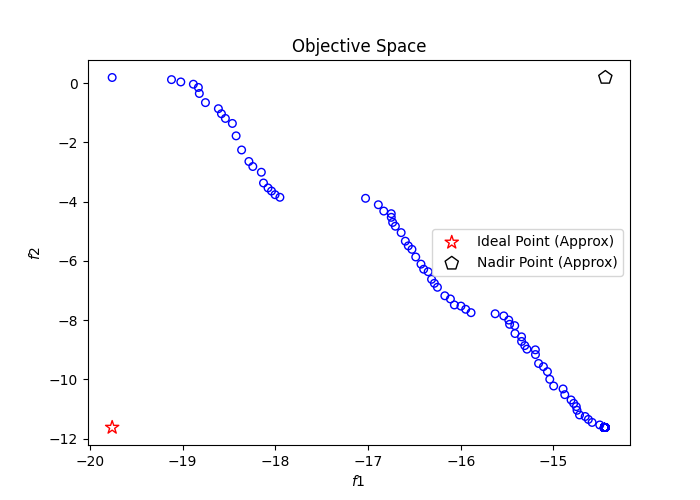 Objective Space
0
−2
−4
−6
−8
−10
−12
f2
Ideal Point (Approx)
Nadir Point (Approx)
−20
−19
−18
−17
−16
−15
f1